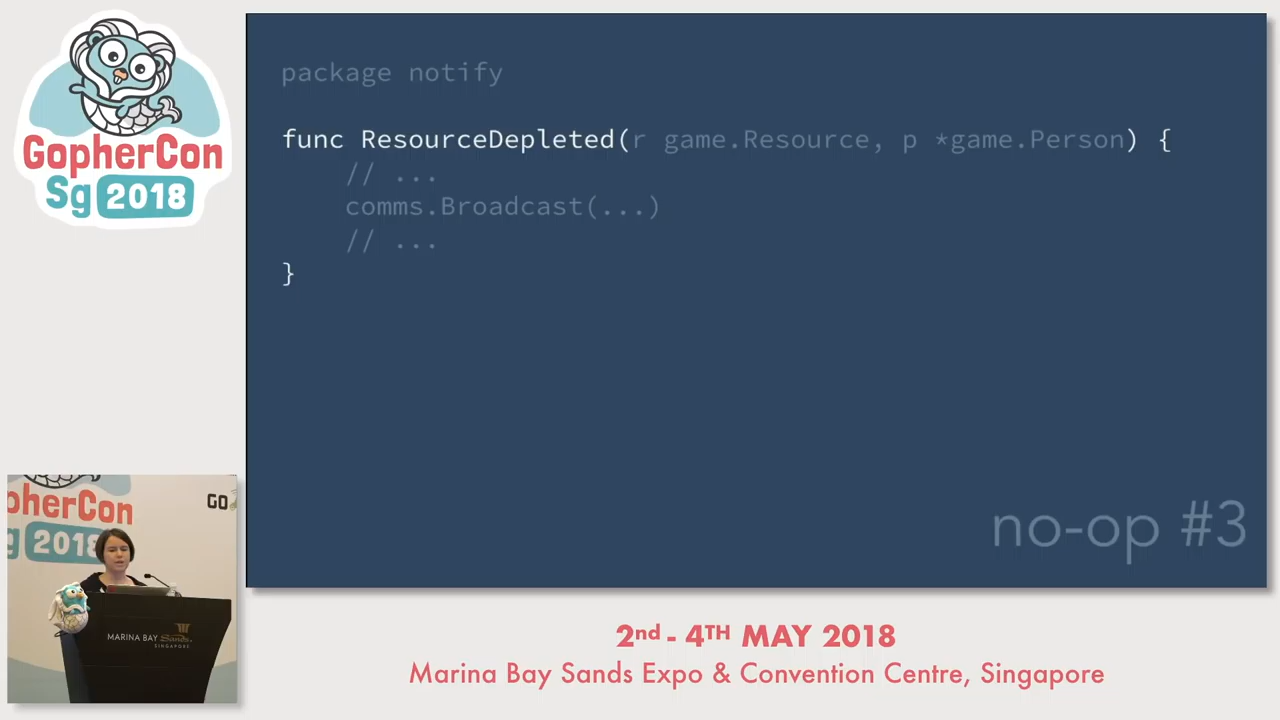 GopherCon
Sg 2018
package notify
func ResourceDepleted(r game.Resource, p *game.Person) {
// ...
comms.Broadcast(...)
// ...
}
no-op #3
pherCon
g 2018
GO
MARINA BAY Sands.
SINGAPORE
2nd - 4TH MAY 2018
Marina Bay Sands Expo & Convention Centre, Singapore